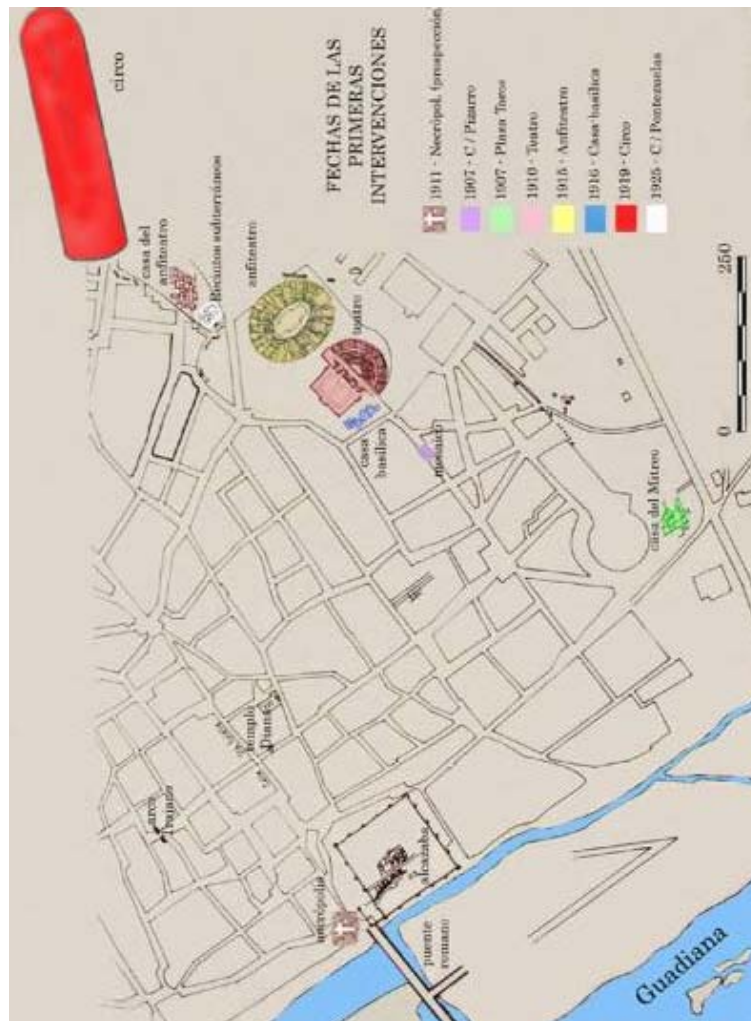 FECHAS DE LAS
PRIMERAS
INTERVENCIONES
1911 - Necrópol. (prospección)
1907 - C / Pizarro
1907 - Plaza Toros
1910 - Teatro
1915 - Anfiteatro
1916 - Casa-basílica
1919 - Circo
1925 - C / Pontezuelas
circo
casa del
anfiteatro
Recintos subterráneos
anfiteatro
teatro
casa
basílica
mosaico
casa del Mitreo
templo
Diana
arco
Trajano
necrópolis
alcazaba
puente
romano
Guadiana
0
250